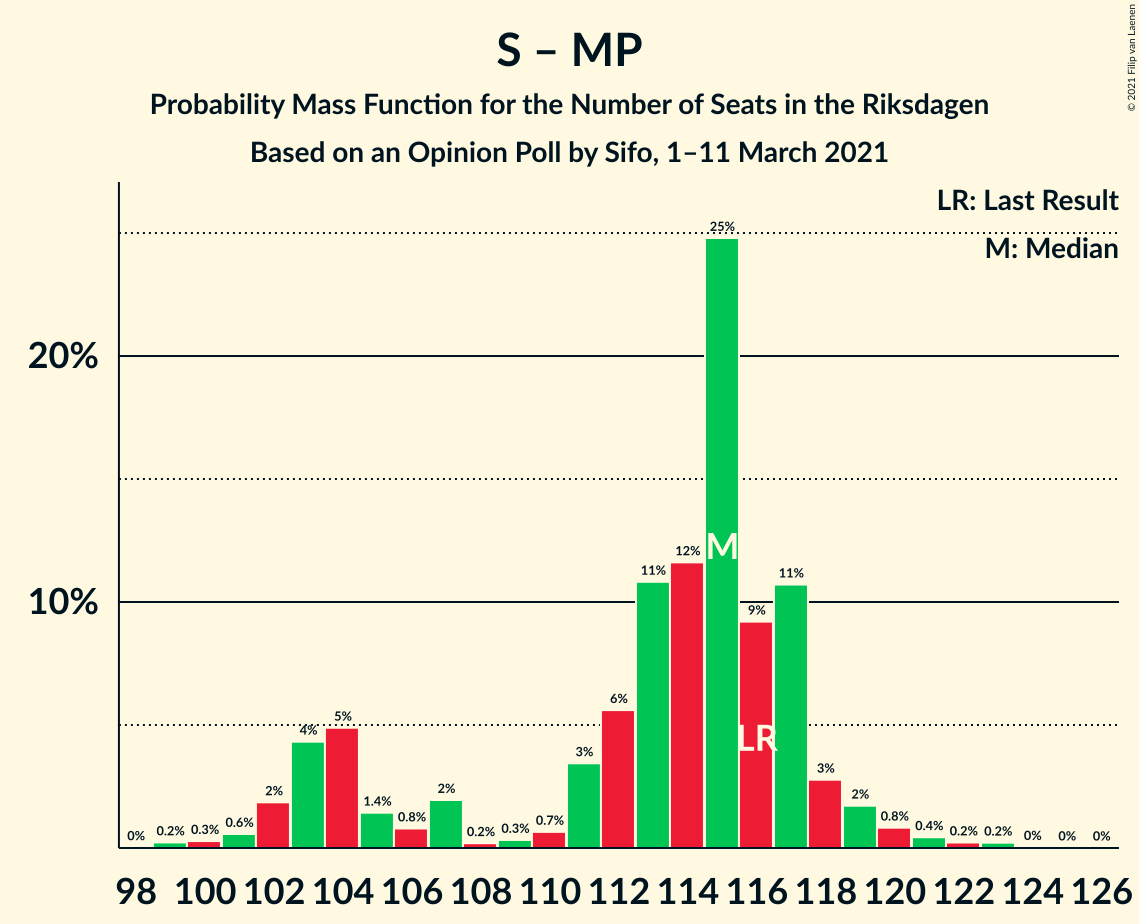 © 2021 Filip van Laenen
S – MP
Probability Mass Function for the Number of Seats in the Riksdagen
Based on an Opinion Poll by Sifo, 1–11 March 2021
LR: Last Result
M: Median
20%
10%
0% 0.2% 0.3% 0.6% 2% 4% 5% 1.4% 0.8% 2% 0.2% 0.3% 0.7% 3% 6% 11% 12% 25% 9% 11% 3% 2% 0.8% 0.4% 0.2% 0.2% 0% 0% 0%
M
LR
98 100 102 104 106 108 110 112 114 116 118 120 122 124 126